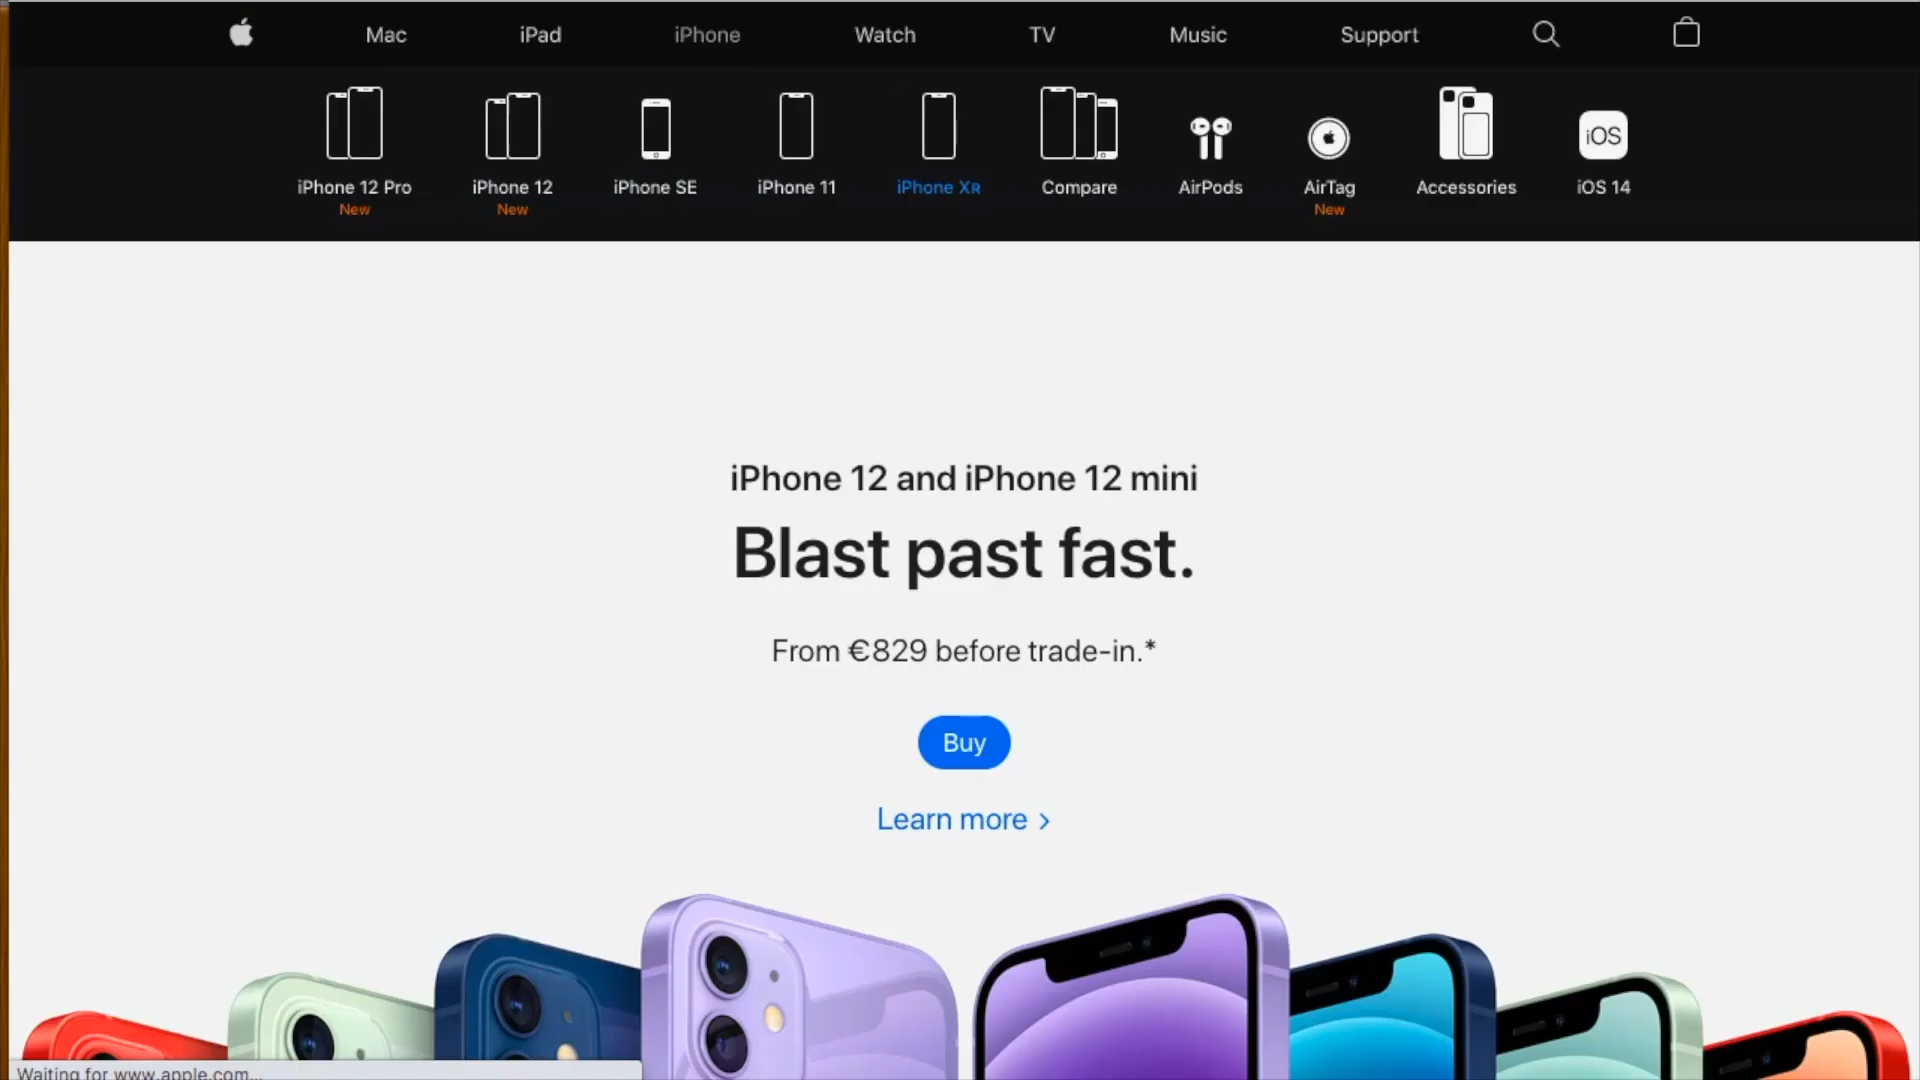 Mac iPad iPhone Watch TV Music Support
iPhone 12 Pro iPhone 12 iPhone SE iPhone 11 iPhone XR Compare AirPods AirTag Accessories iOS 14
New New New
iOS
iPhone 12 and iPhone 12 mini
Blast past fast.
From €829 before trade-in.*
Buy
Learn more >
Waiting for www.apple.com...